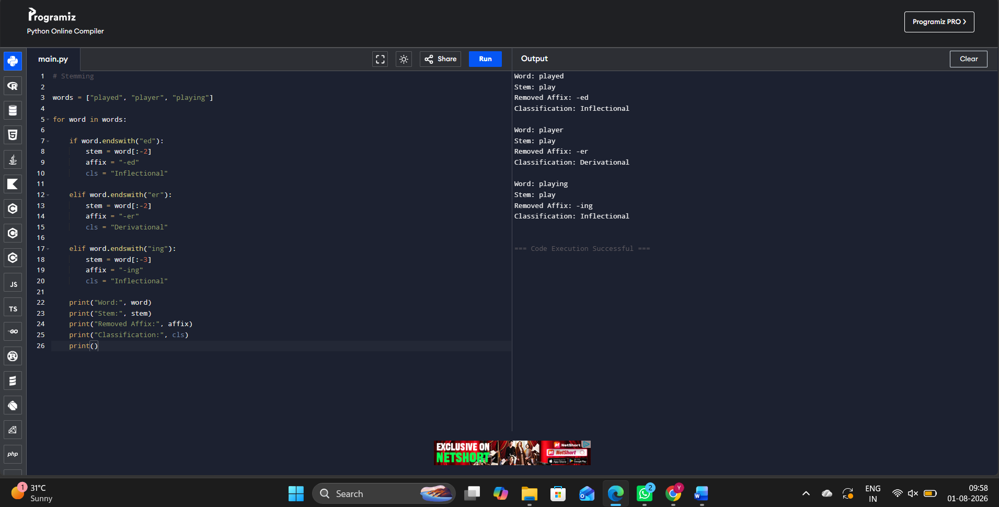 Programiz
Python Online Compiler
Programiz PRO
main.py
Share
Run
Output
Clear
1 # Stemming
2
3 words = ["played", "player", "playing"]
4
5 for word in words:
6
7 if word.endswith("ed"):
8 stem = word[:-2]
9 affix = "-ed"
10 cls = "Inflectional"
11
12 elif word.endswith("er"):
13 stem = word[:-2]
14 affix = "-er"
15 cls = "Derivational"
16
17 elif word.endswith("ing"):
18 stem = word[:-3]
19 affix = "-ing"
20 cls = "Inflectional"
21
22 print("Word:", word)
23 print("Stem:", stem)
24 print("Removed Affix:", affix)
25 print("Classification:", cls)
26 print()
Word: played
Stem: play
Removed Affix: -ed
Classification: Inflectional
Word: player
Stem: play
Removed Affix: -er
Classification: Derivational
Word: playing
Stem: play
Removed Affix: -ing
Classification: Inflectional
=== Code Execution Successful ===
JS
TS
GO
php
EXCLUSIVE ON
NETSHORT
NetShort
NetShort
App Store
Google Play
1
31°C
Sunny
Search
2
Y
W
ENG
IN
09:58
01-08-2026